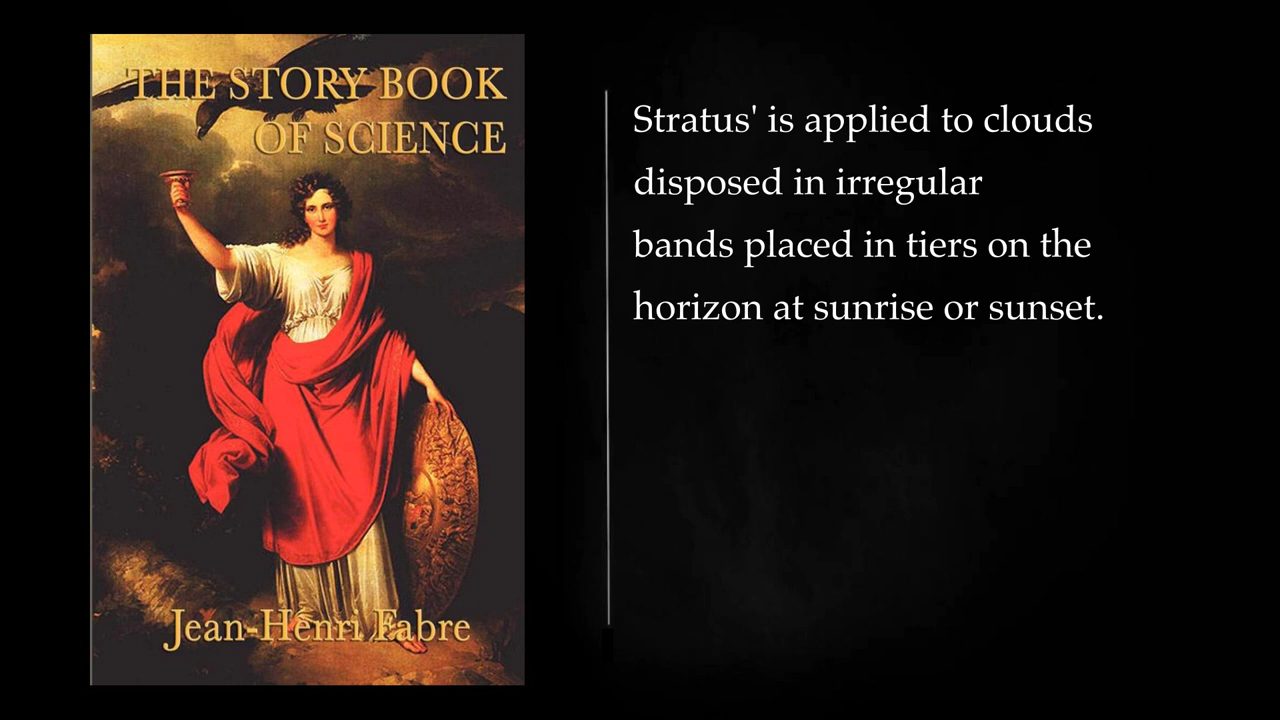 THE STORY BOOK
OF SCIENCE
Jean-Henri Fabre
Stratus' is applied to clouds
disposed in irregular
bands placed in tiers on the
horizon at sunrise or sunset.